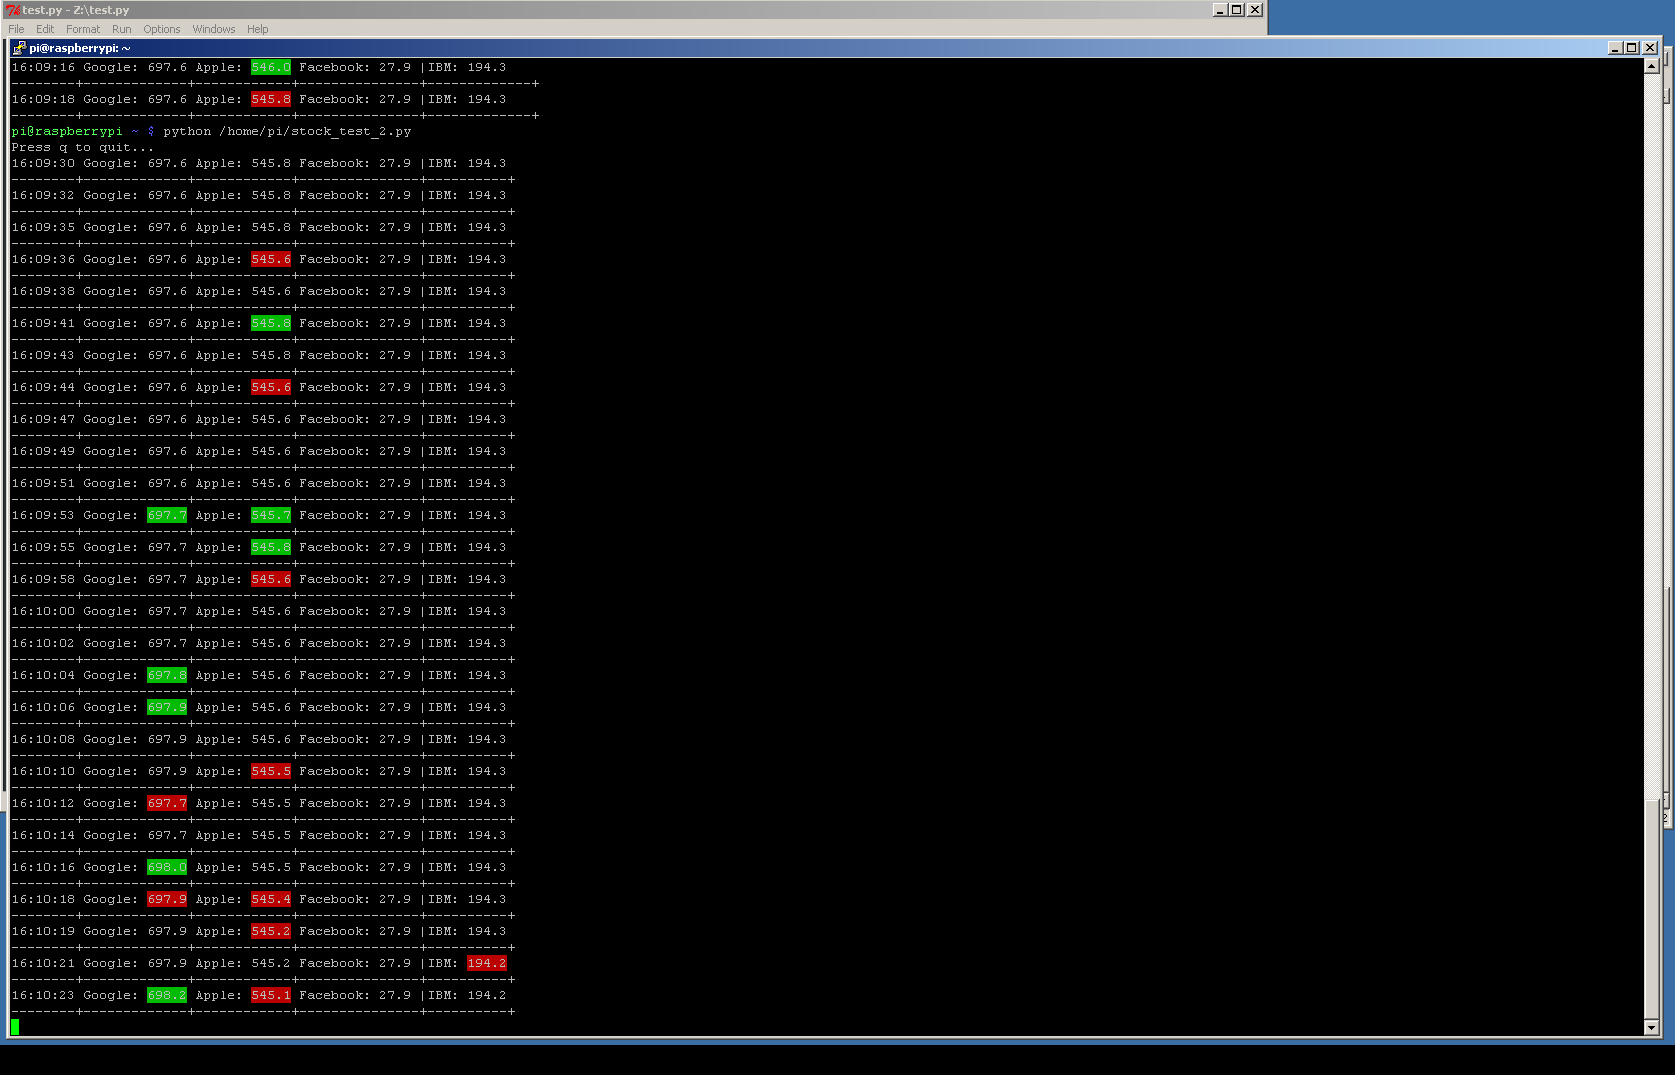 test.py - Z:\test.py
File Edit Format Run Options Windows Help
pi@raspberrypi: ~
16:09:16 Google: 697.6 Apple: 546.0 Facebook: 27.9 |IBM: 194.3
--------+-------------+------------+---------------+-------------+
16:09:18 Google: 697.6 Apple: 545.8 Facebook: 27.9 |IBM: 194.3
--------+-------------+------------+---------------+-------------+
pi@raspberrypi ~ $ python /home/pi/stock_test_2.py
Press q to quit...
16:09:30 Google: 697.6 Apple: 545.8 Facebook: 27.9 |IBM: 194.3
--------+-------------+------------+---------------+----------+
16:09:32 Google: 697.6 Apple: 545.8 Facebook: 27.9 |IBM: 194.3
--------+-------------+------------+---------------+----------+
16:09:35 Google: 697.6 Apple: 545.8 Facebook: 27.9 |IBM: 194.3
--------+-------------+------------+---------------+----------+
16:09:36 Google: 697.6 Apple: 545.6 Facebook: 27.9 |IBM: 194.3
--------+-------------+------------+---------------+----------+
16:09:38 Google: 697.6 Apple: 545.6 Facebook: 27.9 |IBM: 194.3
--------+-------------+------------+---------------+----------+
16:09:41 Google: 697.6 Apple: 545.8 Facebook: 27.9 |IBM: 194.3
--------+-------------+------------+---------------+----------+
16:09:43 Google: 697.6 Apple: 545.8 Facebook: 27.9 |IBM: 194.3
--------+-------------+------------+---------------+----------+
16:09:44 Google: 697.6 Apple: 545.6 Facebook: 27.9 |IBM: 194.3
--------+-------------+------------+---------------+----------+
16:09:47 Google: 697.6 Apple: 545.6 Facebook: 27.9 |IBM: 194.3
--------+-------------+------------+---------------+----------+
16:09:49 Google: 697.6 Apple: 545.6 Facebook: 27.9 |IBM: 194.3
--------+-------------+------------+---------------+----------+
16:09:51 Google: 697.6 Apple: 545.6 Facebook: 27.9 |IBM: 194.3
--------+-------------+------------+---------------+----------+
16:09:53 Google: 697.7 Apple: 545.7 Facebook: 27.9 |IBM: 194.3
--------+-------------+------------+---------------+----------+
16:09:55 Google: 697.7 Apple: 545.8 Facebook: 27.9 |IBM: 194.3
--------+-------------+------------+---------------+----------+
16:09:58 Google: 697.7 Apple: 545.6 Facebook: 27.9 |IBM: 194.3
--------+-------------+------------+---------------+----------+
16:10:00 Google: 697.7 Apple: 545.6 Facebook: 27.9 |IBM: 194.3
--------+-------------+------------+---------------+----------+
16:10:02 Google: 697.7 Apple: 545.6 Facebook: 27.9 |IBM: 194.3
--------+-------------+------------+---------------+----------+
16:10:04 Google: 697.8 Apple: 545.6 Facebook: 27.9 |IBM: 194.3
--------+-------------+------------+---------------+----------+
16:10:06 Google: 697.9 Apple: 545.6 Facebook: 27.9 |IBM: 194.3
--------+-------------+------------+---------------+----------+
16:10:08 Google: 697.9 Apple: 545.6 Facebook: 27.9 |IBM: 194.3
--------+-------------+------------+---------------+----------+
16:10:10 Google: 697.9 Apple: 545.5 Facebook: 27.9 |IBM: 194.3
--------+-------------+------------+---------------+----------+
16:10:12 Google: 697.7 Apple: 545.5 Facebook: 27.9 |IBM: 194.3
--------+-------------+------------+---------------+----------+
16:10:14 Google: 697.7 Apple: 545.5 Facebook: 27.9 |IBM: 194.3
--------+-------------+------------+---------------+----------+
16:10:16 Google: 698.0 Apple: 545.5 Facebook: 27.9 |IBM: 194.3
--------+-------------+------------+---------------+----------+
16:10:18 Google: 697.9 Apple: 545.4 Facebook: 27.9 |IBM: 194.3
--------+-------------+------------+---------------+----------+
16:10:19 Google: 697.9 Apple: 545.2 Facebook: 27.9 |IBM: 194.3
--------+-------------+------------+---------------+----------+
16:10:21 Google: 697.9 Apple: 545.2 Facebook: 27.9 |IBM: 194.2
--------+-------------+------------+---------------+----------+
16:10:23 Google: 698.2 Apple: 545.1 Facebook: 27.9 |IBM: 194.2
--------+-------------+------------+---------------+----------+